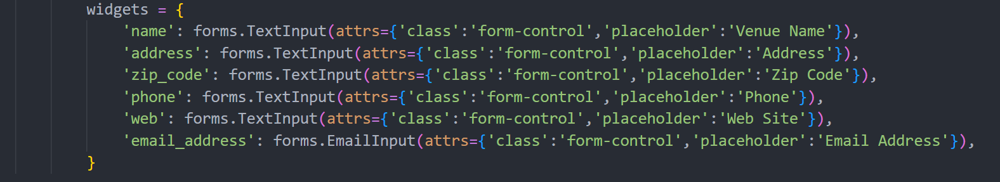 widgets = {
'name': forms.TextInput(attrs={'class':'form-control','placeholder':'Venue Name'}),
'address': forms.TextInput(attrs={'class':'form-control','placeholder':'Address'}),
'zip_code': forms.TextInput(attrs={'class':'form-control','placeholder':'Zip Code'}),
'phone': forms.TextInput(attrs={'class':'form-control','placeholder':'Phone'}),
'web': forms.TextInput(attrs={'class':'form-control','placeholder':'Web Site'}),
'email_address': forms.EmailInput(attrs={'class':'form-control','placeholder':'Email Address'}),
}